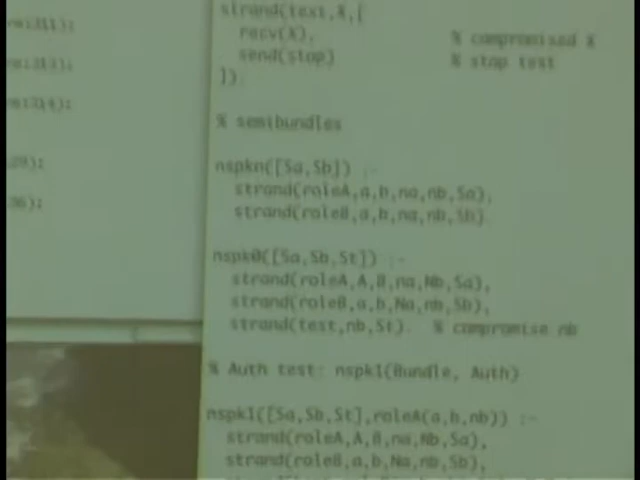 strand(test,X,[
recv(X), % compromised X
send(stop) % stop test
]).
% semibundles
nspkn([Sa,Sb]) :-
strand(roleA,a,b,na,nb,Sa),
strand(roleB,a,b,na,nb,Sb).
nspk0([Sa,Sb,St]) :-
strand(roleA,A,B,na,Nb,Sa),
strand(roleB,a,b,Na,nb,Sb),
strand(test,nb,St). % compromise nb
% Auth test: nspk1(Bundle, Auth)
nspk1([Sa,Sb,St],roleA(a,b,nb)) :-
strand(roleA,A,B,na,Nb,Sa),
strand(roleB,a,b,Na,nb,Sb),